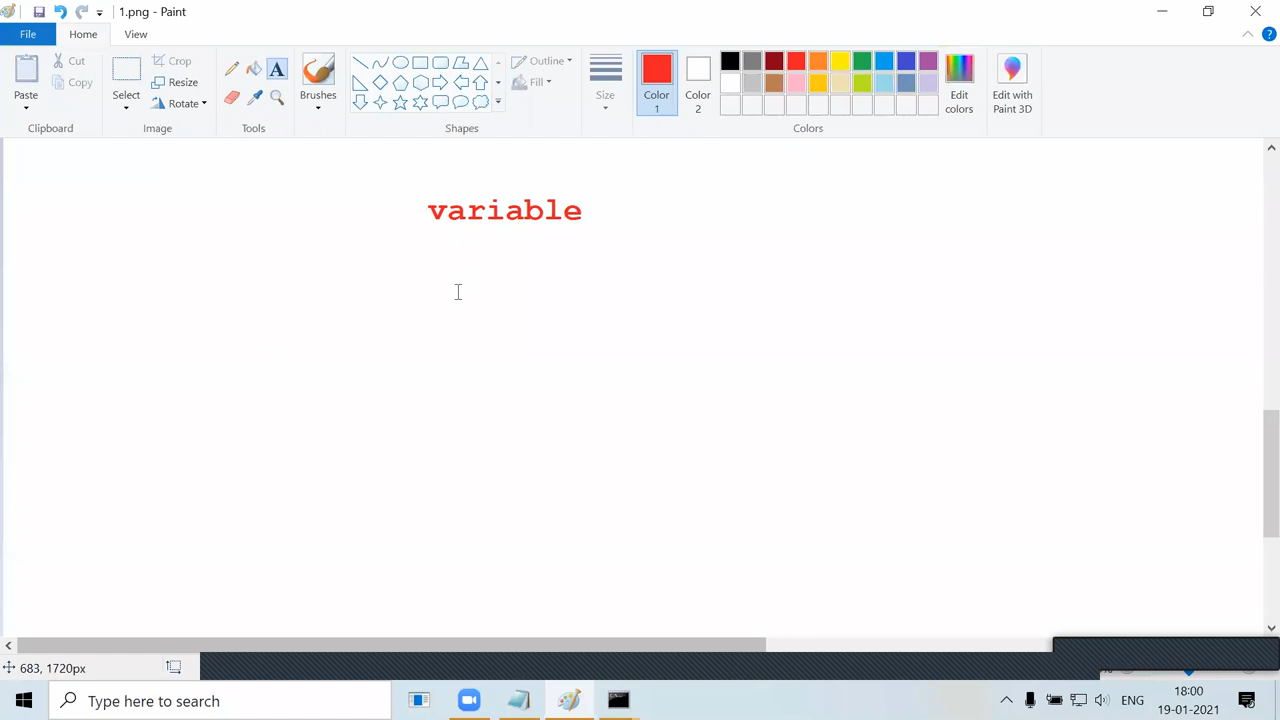 1.png - Paint
File
Home
View
Paste
Cut
Copy
Clipboard
Select
Crop
Resize
Rotate
Image
A
Tools
Brushes
Outline
Fill
Shapes
Size
Color 1
Color 2
Edit colors
Colors
Edit with Paint 3D
variable
683, 1720px
Type here to search
ENG
18:00
19-01-2021